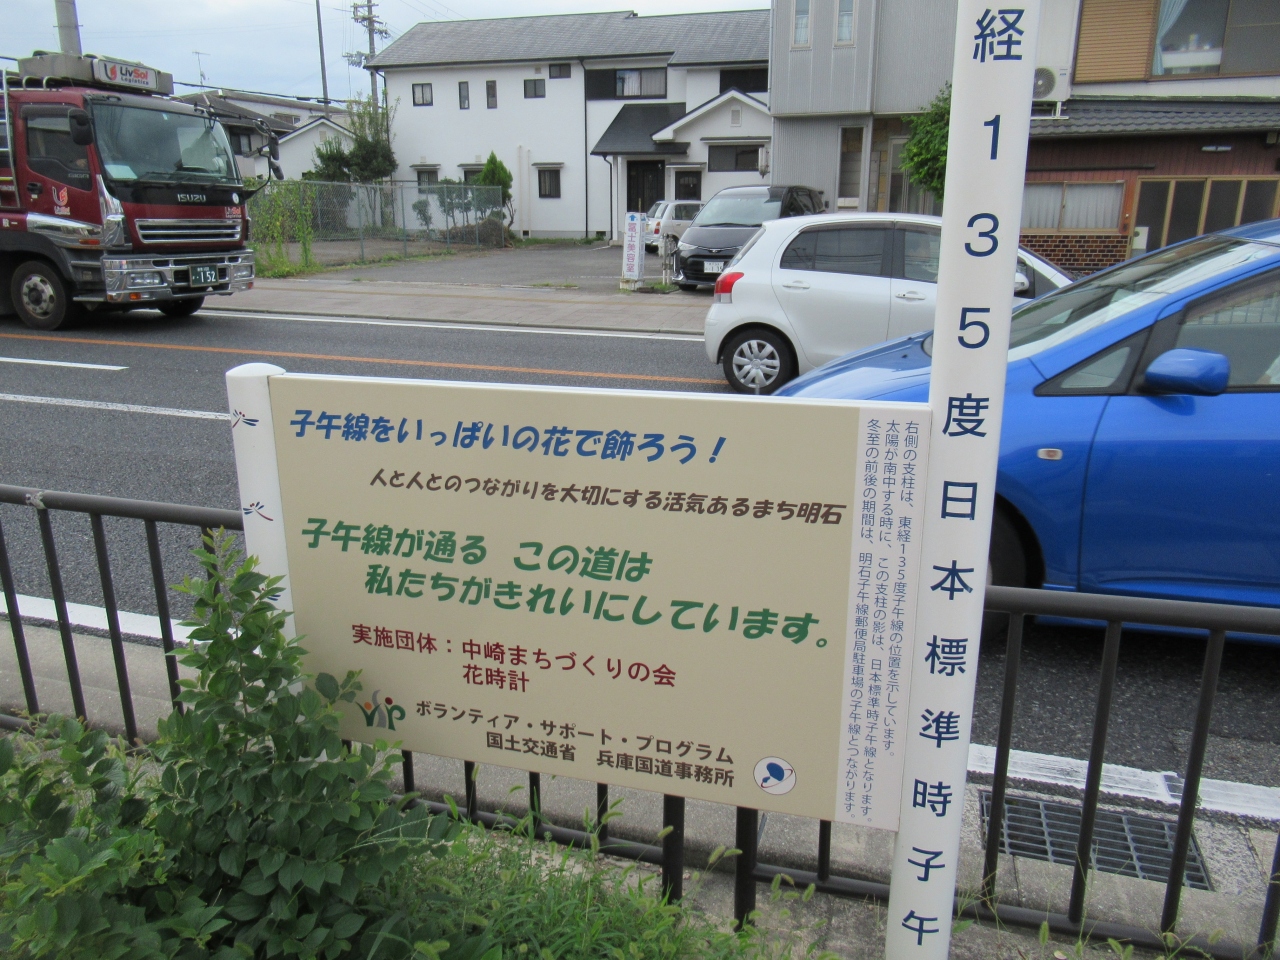 子午線をいっぱいの花で飾ろう！
人と人とのつながりを大切にする活気あるまち明石
子午線が通る この道は
私たちがきれいにしています。
実施団体：中崎まちづくりの会
花時計
ViP
ボランティア・サポート・プログラム
国土交通省 兵庫国道事務所
右側の支柱は、東経135度子午線の位置を示しています。
太陽が南中する時に、この支柱の影は、日本標準時子午線となります。
冬至の前後の期間は、明石子午線郵便局駐車場の子午線とつながります。
経135度日本標準時子午
UvSol
Logistics
ISUZU
UvSol
152
富士美容室